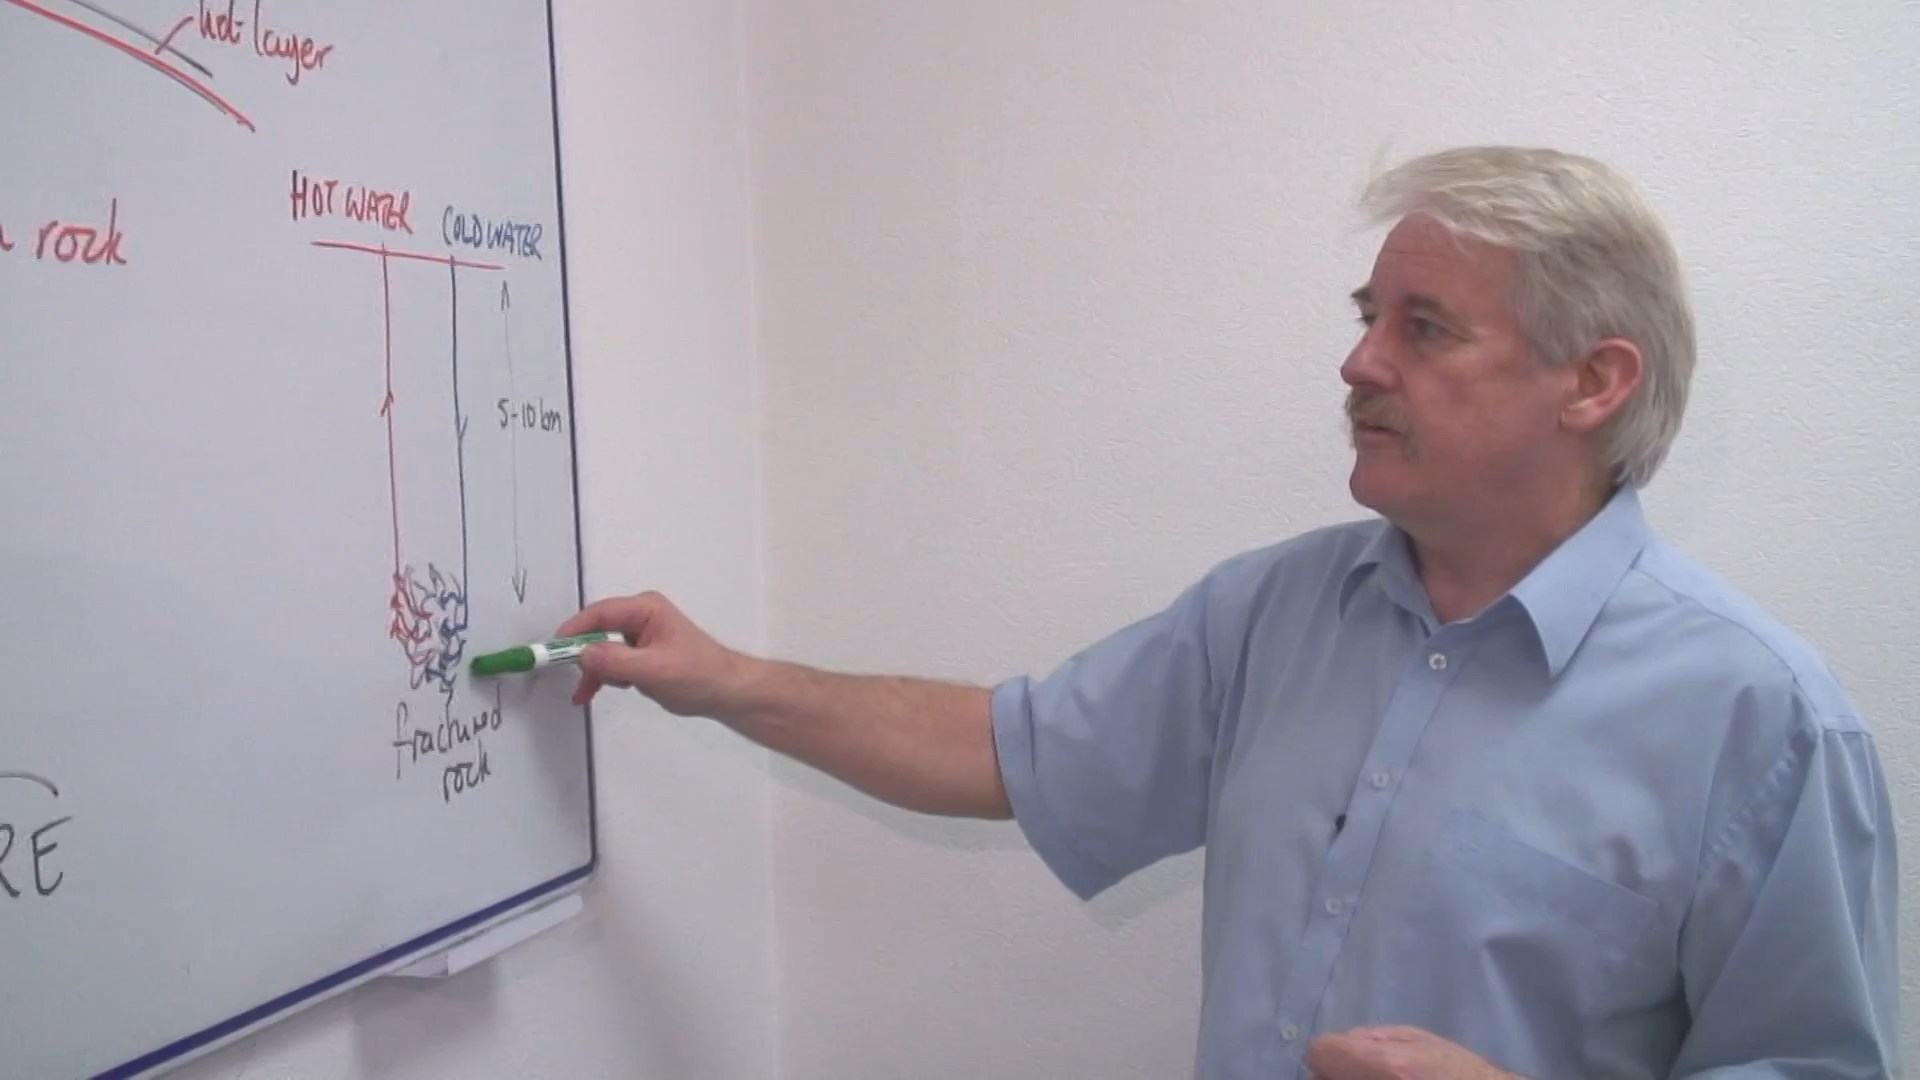 hot layer
HOT WATER
COLD WATER
rock
5-10 km
fractured
rock
RE